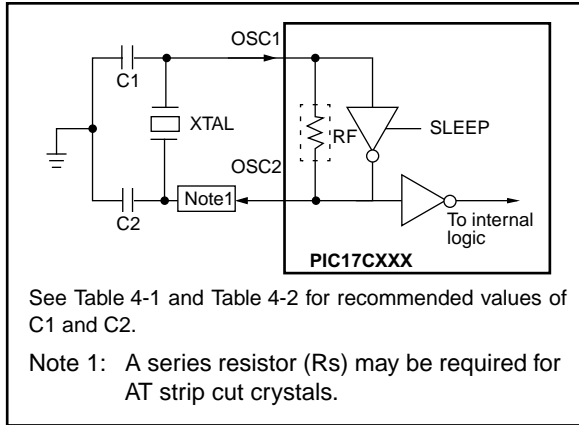 OSC1
C1
XTAL
RF
SLEEP
OSC2
Note1
C2
To internal
logic
PIC17CXXX
See Table 4-1 and Table 4-2 for recommended values of
C1 and C2.
Note 1: A series resistor (Rs) may be required for
AT strip cut crystals.